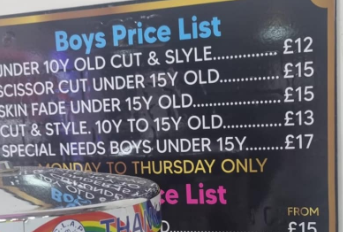 Boys Price List
UNDER 10Y OLD CUT & SLYLE................ £12
SCISSOR CUT UNDER 15Y OLD............ £15
SKIN FADE UNDER 15Y OLD................. £15
CUT & STYLE. 10Y TO 15Y OLD............ £13
SPECIAL NEEDS BOYS UNDER 15Y....... £17
MONDAY TO THURSDAY ONLY
ce List
FROM
£15
THAN